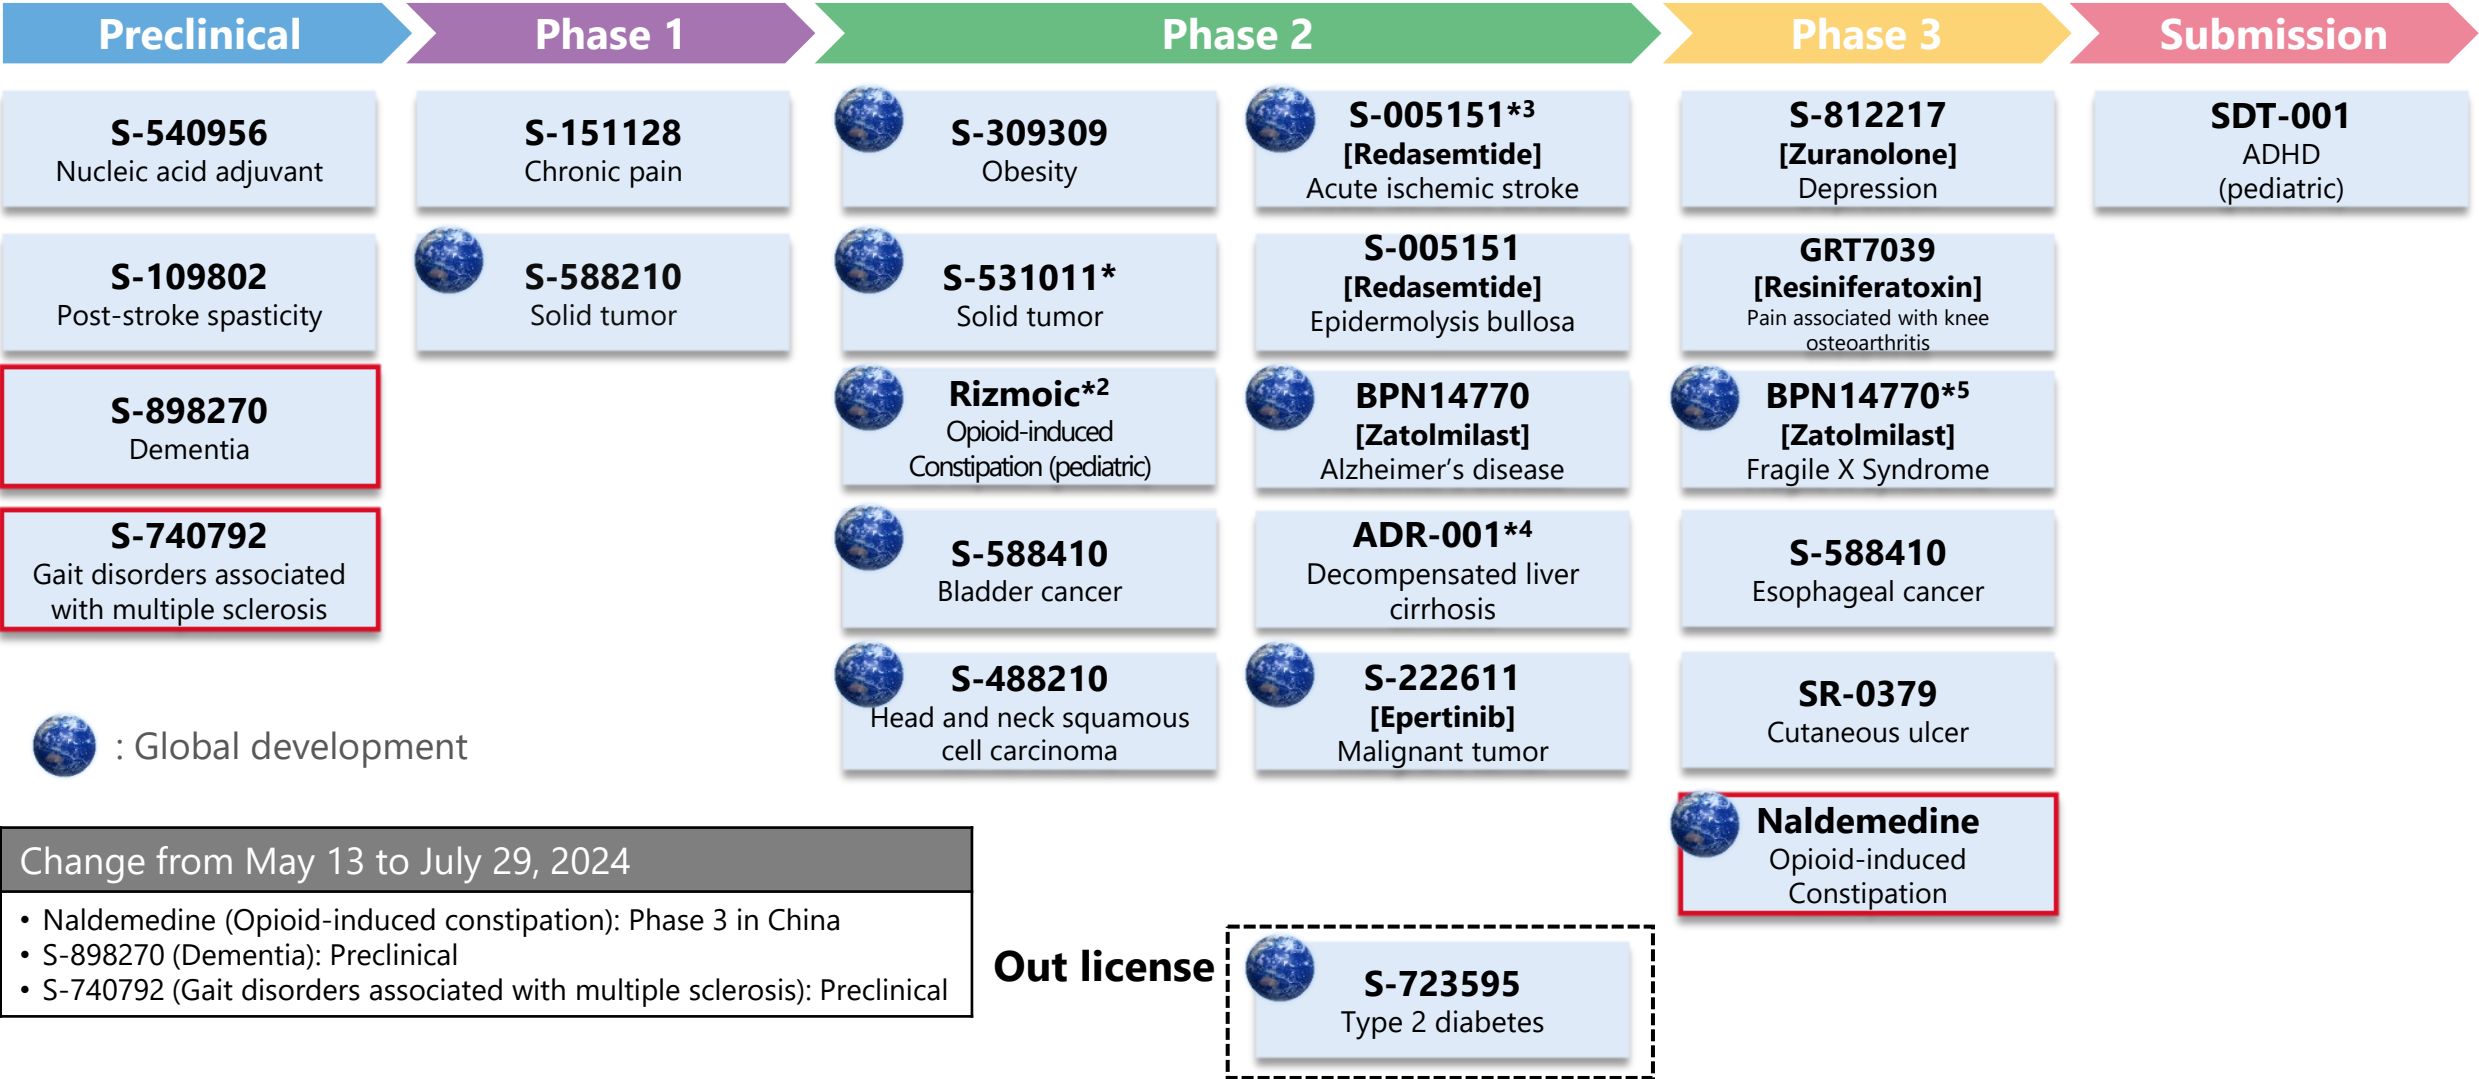 Preclinical
Phase 1
Phase 2
Phase 3
Submission
S-540956
Nucleic acid adjuvant
S-109802
Post-stroke spasticity
S-898270
Dementia
S-740792
Gait disorders associated
with multiple sclerosis
S-151128
Chronic pain
S-588210
Solid tumor
S-309309
Obesity
S-531011*
Solid tumor
Rizmoic*2
Opioid-induced
Constipation (pediatric)
S-588410
Bladder cancer
S-488210
Head and neck squamous
cell carcinoma
S-005151*3
[Redasemtide]
Acute ischemic stroke
S-005151
[Redasemtide]
Epidermolysis bullosa
BPN14770
[Zatolmilast]
Alzheimer’s disease
ADR-001*4
Decompensated liver
cirrhosis
S-222611
[Epertinib]
Malignant tumor
S-812217
[Zuranolone]
Depression
GRT7039
[Resiniferatoxin]
Pain associated with knee
osteoarthritis
BPN14770*5
[Zatolmilast]
Fragile X Syndrome
S-588410
Esophageal cancer
SR-0379
Cutaneous ulcer
Naldemedine
Opioid-induced
Constipation
SDT-001
ADHD
(pediatric)
: Global development
Change from May 13 to July 29, 2024
• Naldemedine (Opioid-induced constipation): Phase 3 in China
• S-898270 (Dementia): Preclinical
• S-740792 (Gait disorders associated with multiple sclerosis): Preclinical
Out license
S-723595
Type 2 diabetes